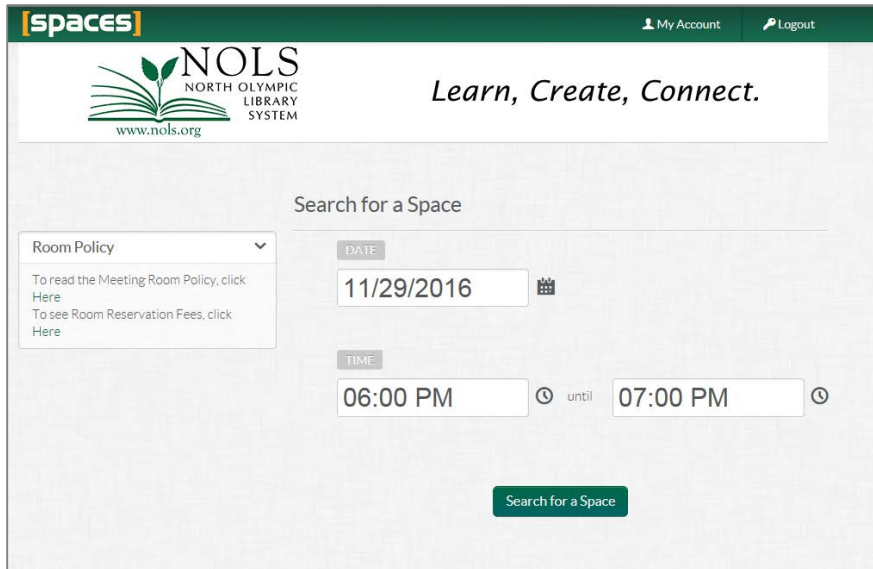 [spaces]
My Account
Logout
NOLS
NORTH OLYMPIC
LIBRARY
SYSTEM
www.nols.org
Learn, Create, Connect.
Search for a Space
Room Policy
To read the Meeting Room Policy, click
Here
To see Room Reservation Fees, click
Here
DATE
11/29/2016
TIME
06:00 PM
until
07:00 PM
Search for a Space